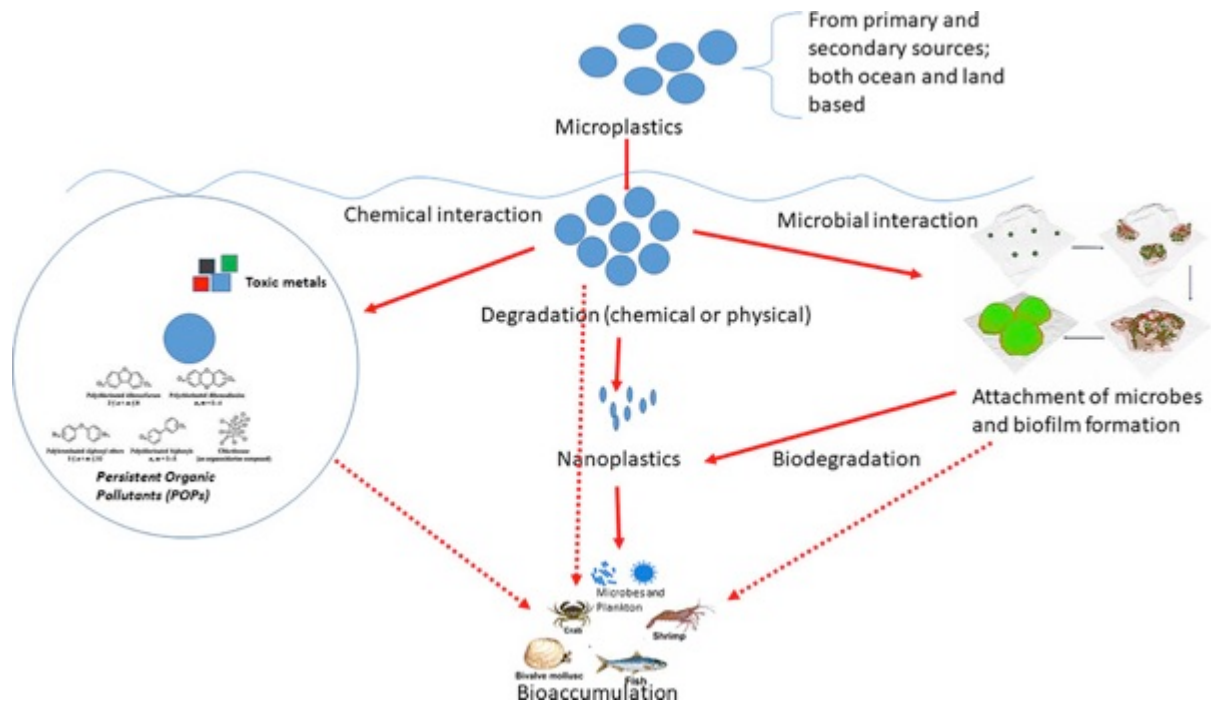 From primary and
secondary sources;
both ocean and land
based
Microplastics
Chemical interaction
Microbial interaction
Toxic metals
Degradation (chemical or physical)
Persistent Organic
Pollutants (POPs)
Attachment of microbes
and biofilm formation
Nanoplastics
Biodegradation
Microbes and
Plankton
Crab
Shrimp
Bivalve mollusc
Fish
Bioaccumulation